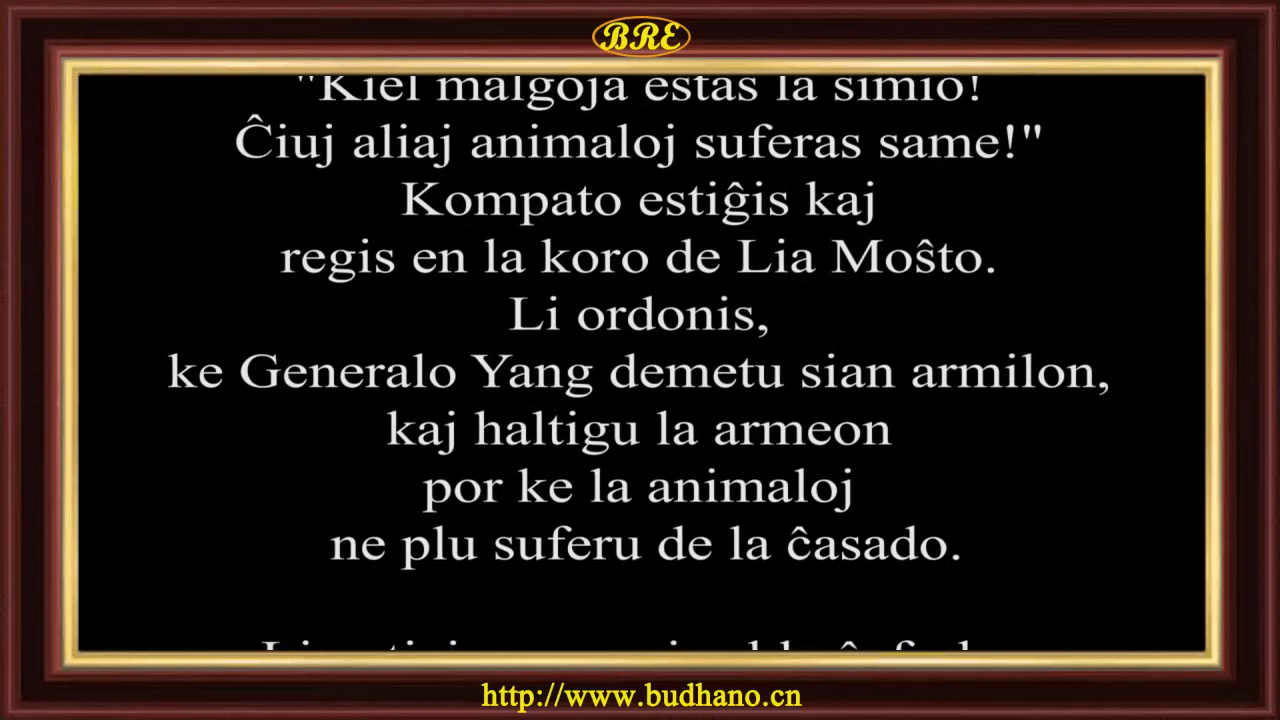 BRE
"Kiel malĝoja estas la simio!
Ĉiuj aliaj animaloj suferas same!"
Kompato estiĝis kaj
regis en la koro de Lia Moŝto.
Li ordonis,
ke Generalo Yang demetu sian armilon,
kaj haltigu la armeon
por ke la animaloj
ne plu suferu de la ĉasado.
http://www.budhano.cn